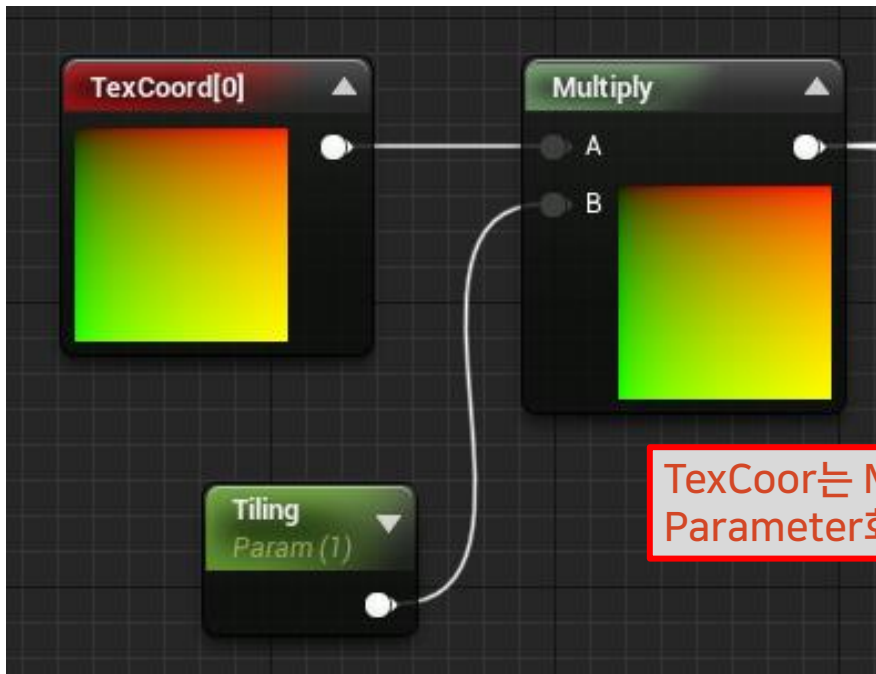 TexCoord[0]
Multiply
A
B
Tiling
Param (1)
TexCoor는
Parameter